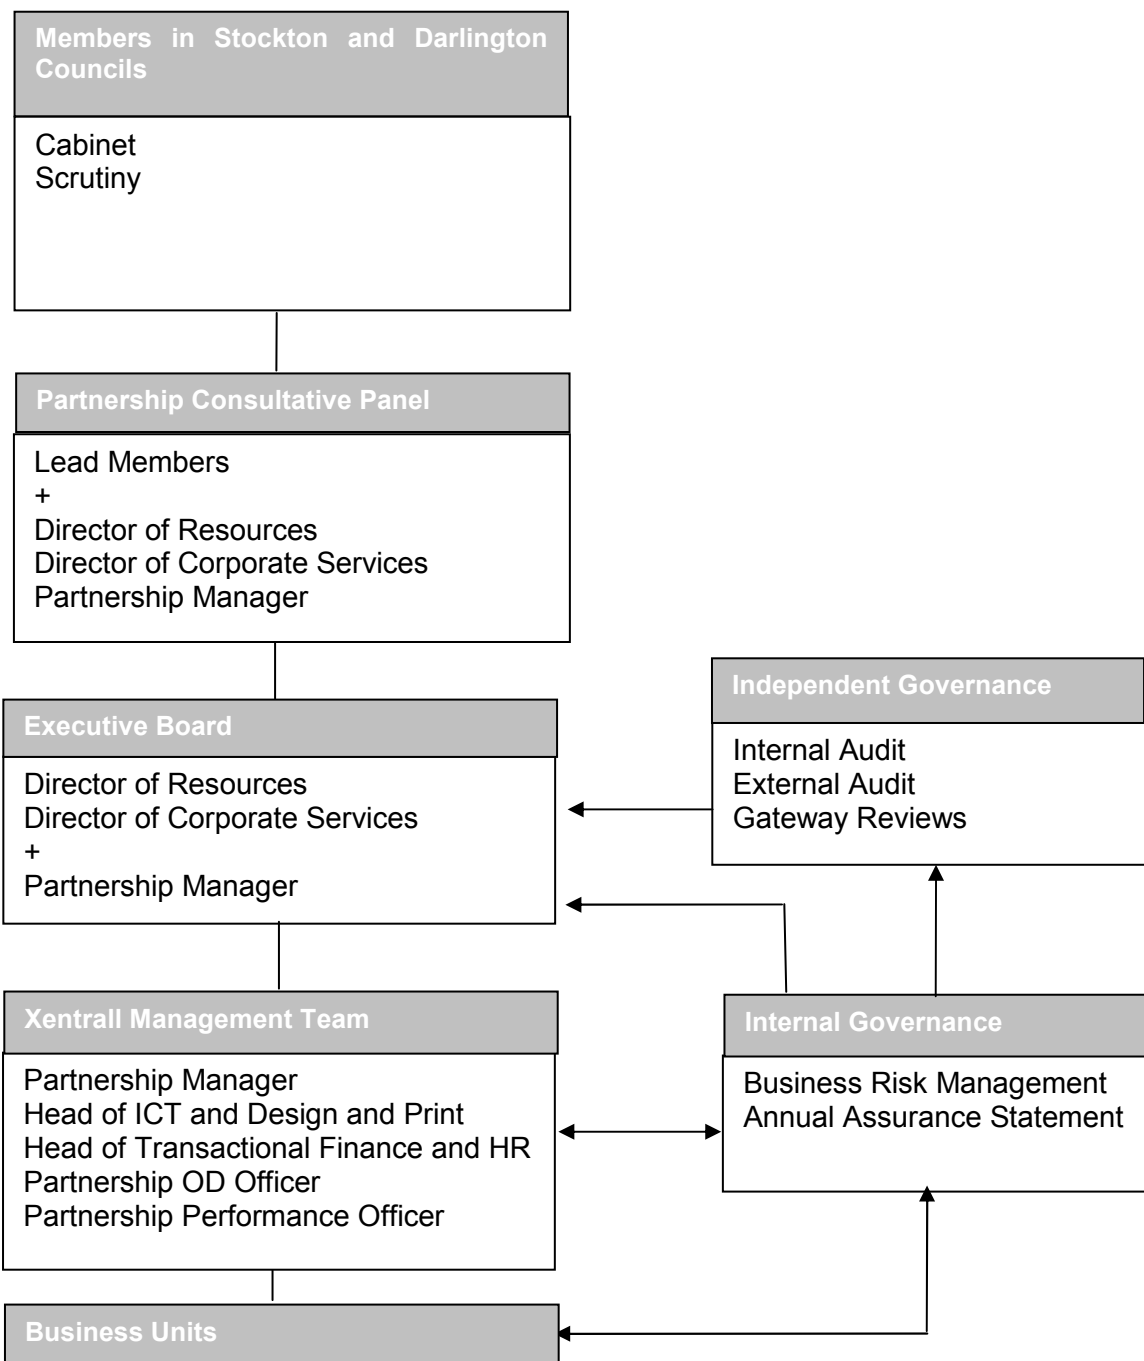 Members in Stockton and Darlington
Councils
Cabinet
Scrutiny
Partnership Consultative Panel
Lead Members
+
Director of Resources
Director of Corporate Services
Partnership Manager
Executive Board
Director of Resources
Director of Corporate Services
+
Partnership Manager
Independent Governance
Internal Audit
External Audit
Gateway Reviews
Xentrall Management Team
Partnership Manager
Head of ICT and Design and Print
Head of Transactional Finance and HR
Partnership OD Officer
Partnership Performance Officer
Internal Governance
Business Risk Management
Annual Assurance Statement
Business Units